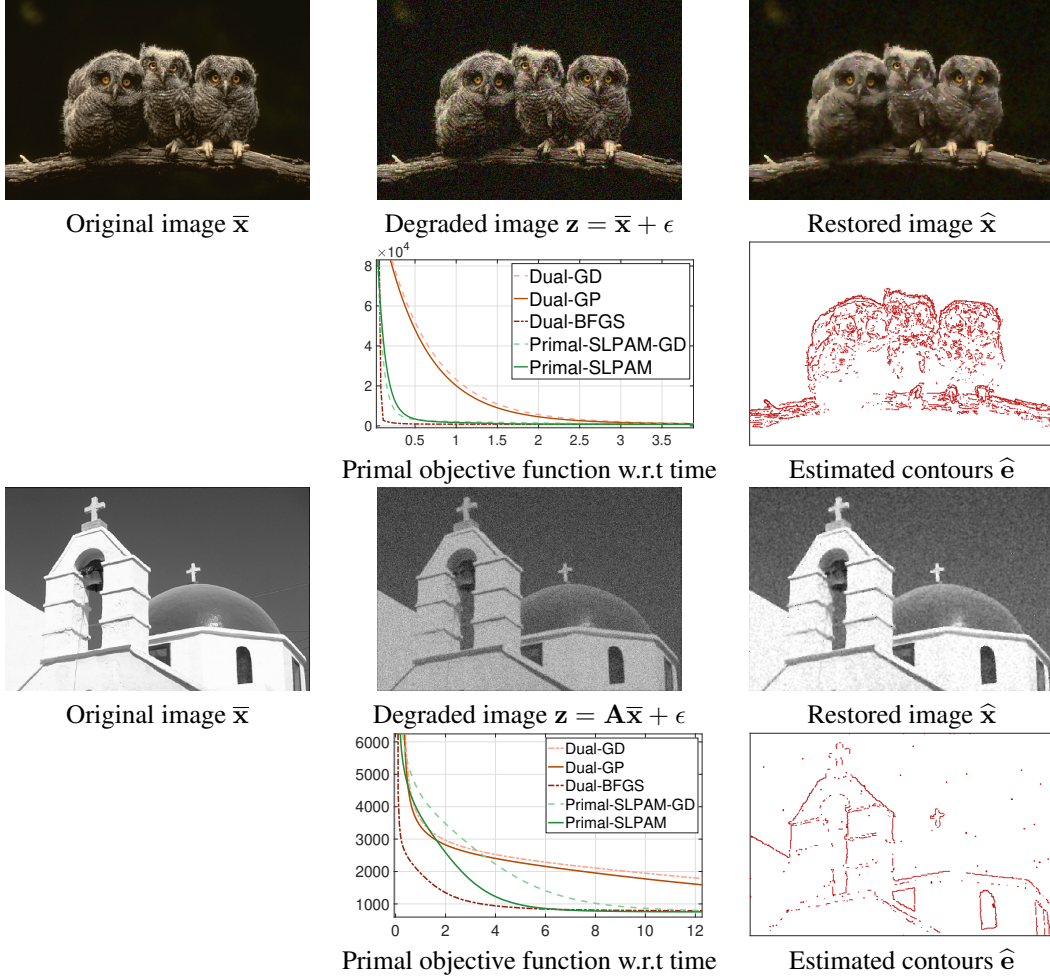 Original image x̅
Degraded image z = x̅ + ϵ
Restored image x̂
×10⁴
8
6
4
2
0
0.5 1 1.5 2 2.5 3 3.5
Dual-GD
Dual-GP
Dual-BFGS
Primal-SLPAM-GD
Primal-SLPAM
Primal objective function w.r.t time
Estimated contours ê
Original image x̅
Degraded image z = Ax̅ + ϵ
Restored image x̂
6000
5000
4000
3000
2000
1000
0 2 4 6 8 10 12
Dual-GD
Dual-GP
Dual-BFGS
Primal-SLPAM-GD
Primal-SLPAM
Primal objective function w.r.t time
Estimated contours ê